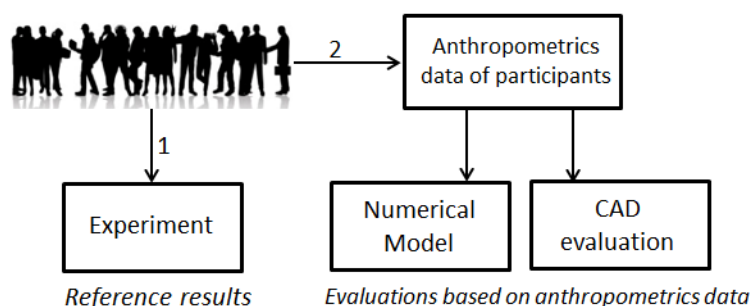 2
Anthropometrics
data of participants
1
Experiment
Numerical
Model
CAD
evaluation
Reference results
Evaluations based on anthropometrics data